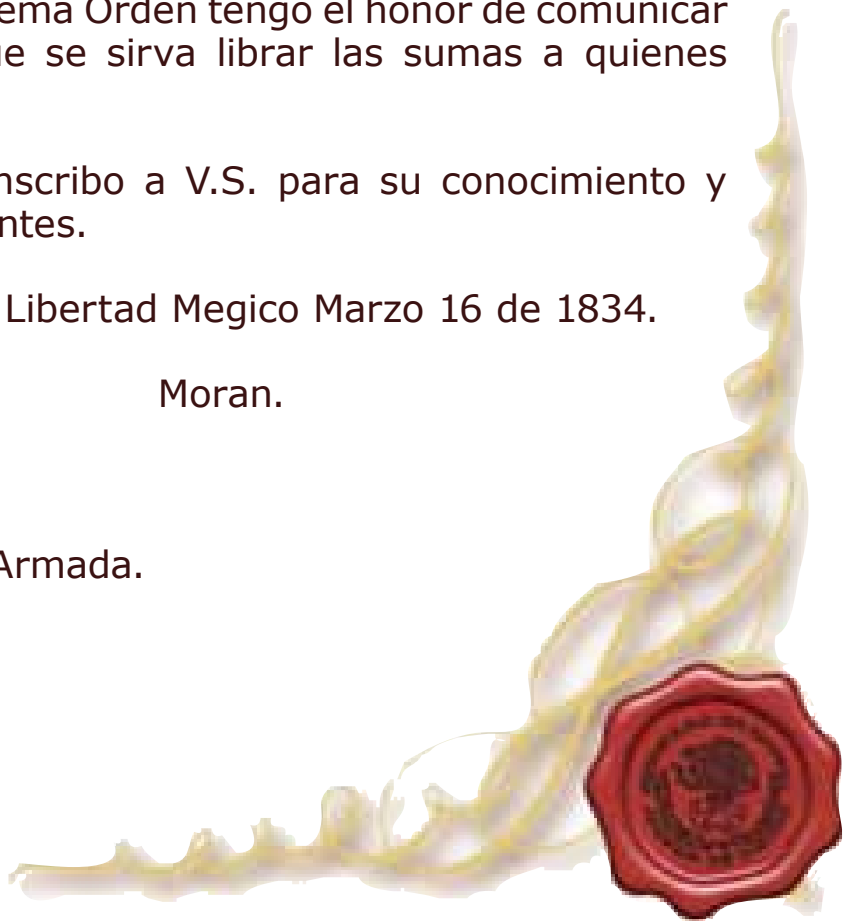 ema Orden tengo el honor de comunicar
ue se sirva librar las sumas a quienes
nscribo a V.S. para su conocimiento y
ntes.
Libertad Megico Marzo 16 de 1834.
Moran.
Armada.